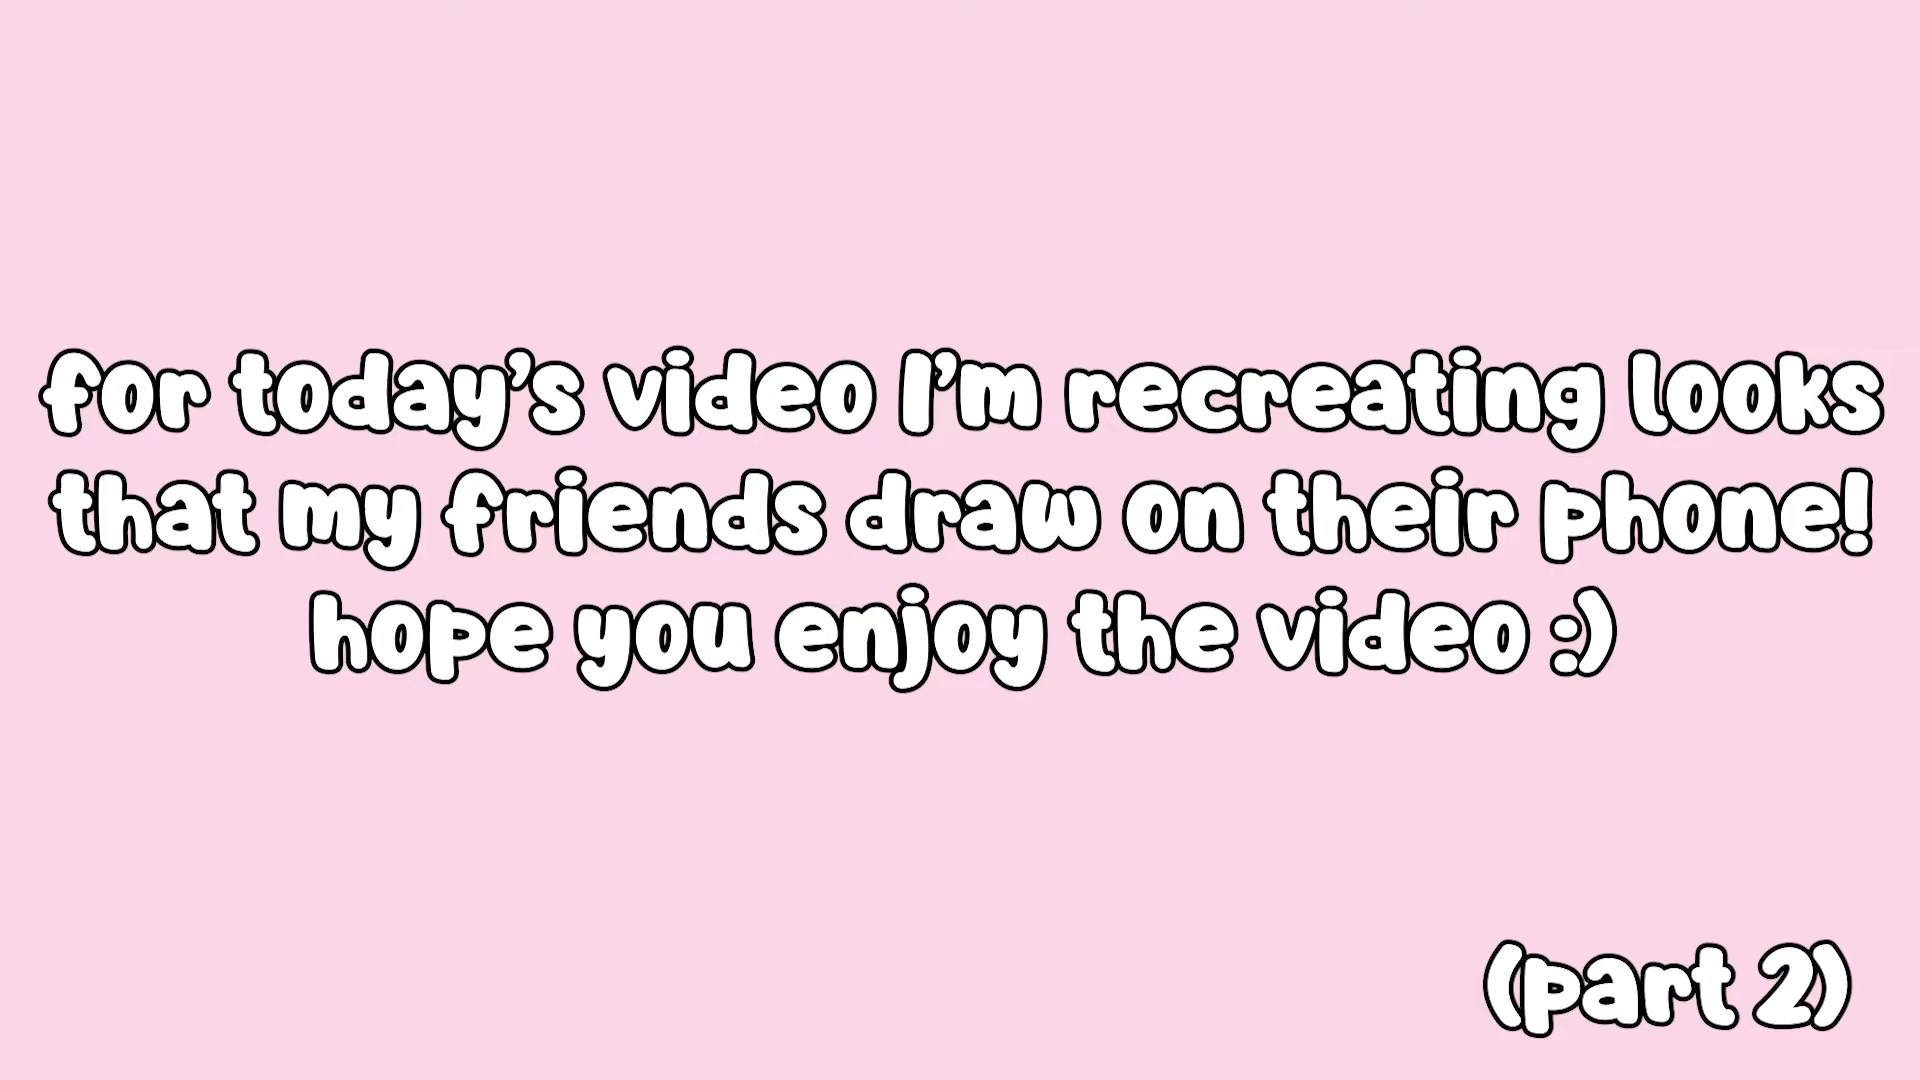 for today's video I'm recreating looks
that my friends draw on their phone!
hope you enjoy the video :)
(part 2)